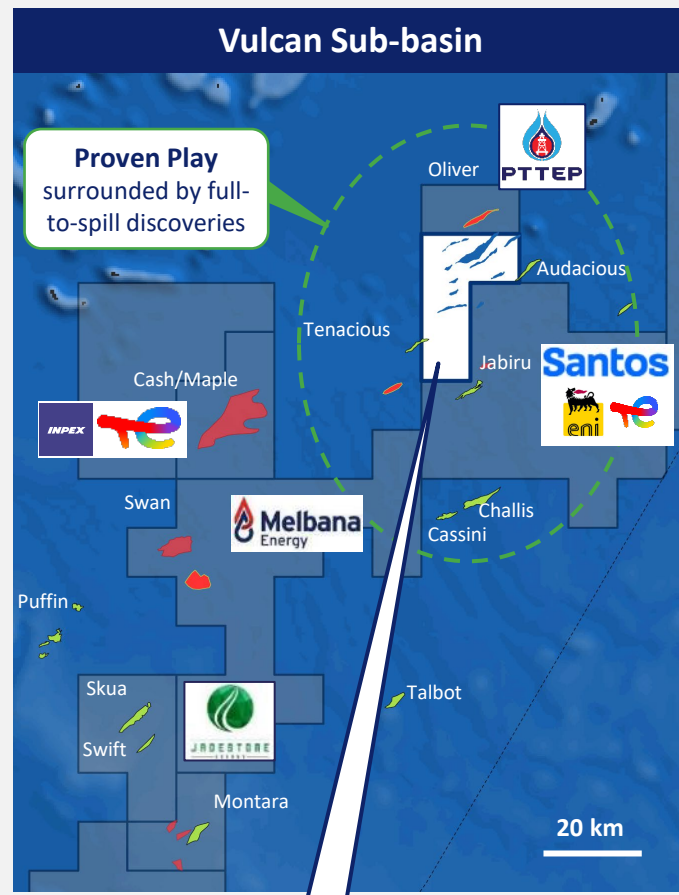 Vulcan Sub-basin
PTTEP
Proven Play
surrounded by full-
to-spill discoveries
Oliver
Audacious
Tenacious
Jabiru
Santos
eni
Cash/Maple
INPEX
Swan
Melbana
Energy
Challis
Cassini
Puffin
Skua
Talbot
JADESTONE
ENERGY
Swift
Montara
20 km